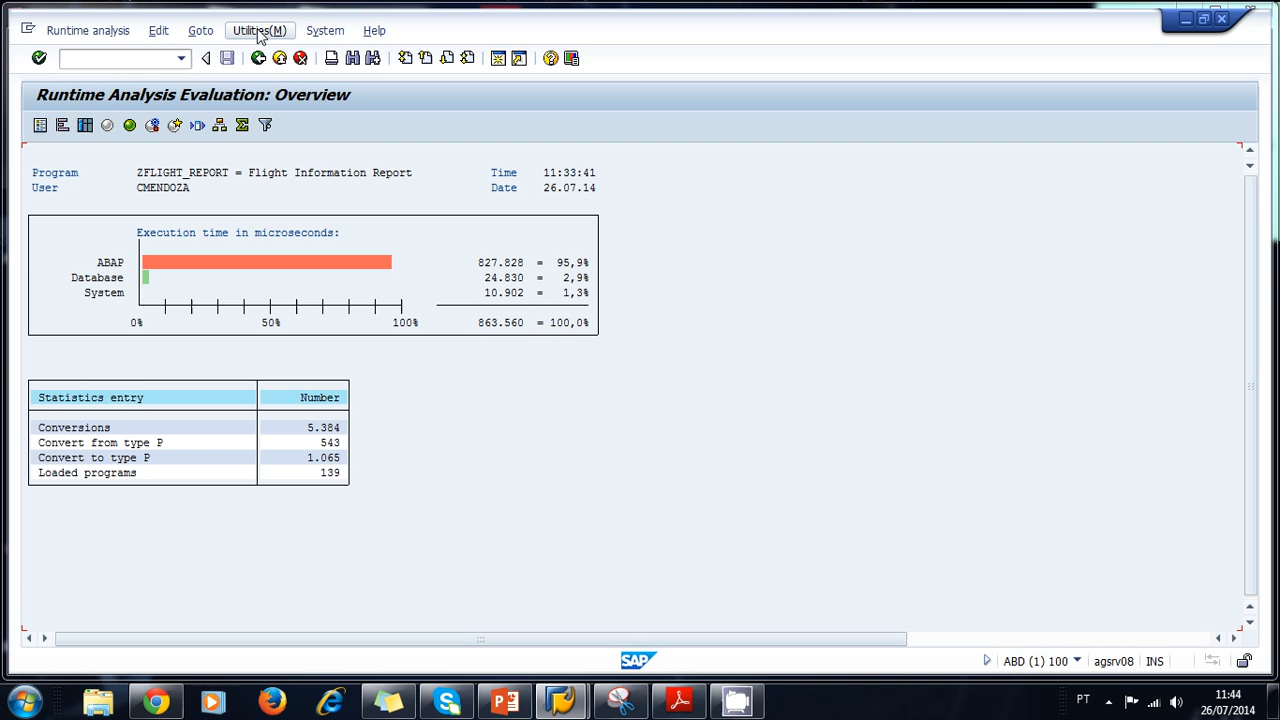 Runtime analysis Edit Goto Utilities(M) System Help
Runtime Analysis Evaluation: Overview
Program ZFLIGHT_REPORT = Flight Information Report Time 11:33:41
User CMENDOZA Date 26.07.14
Execution time in microseconds:
ABAP 827.828 = 95,9%
Database 24.830 = 2,9%
System 10.902 = 1,3%
0% 50% 100% 863.560 = 100,0%
Statistics entry Number
Conversions 5.384
Convert from type P 543
Convert to type P 1.065
Loaded programs 139
SAP ABD (1) 100 agsrv08 INS
PT 11:44
26/07/2014